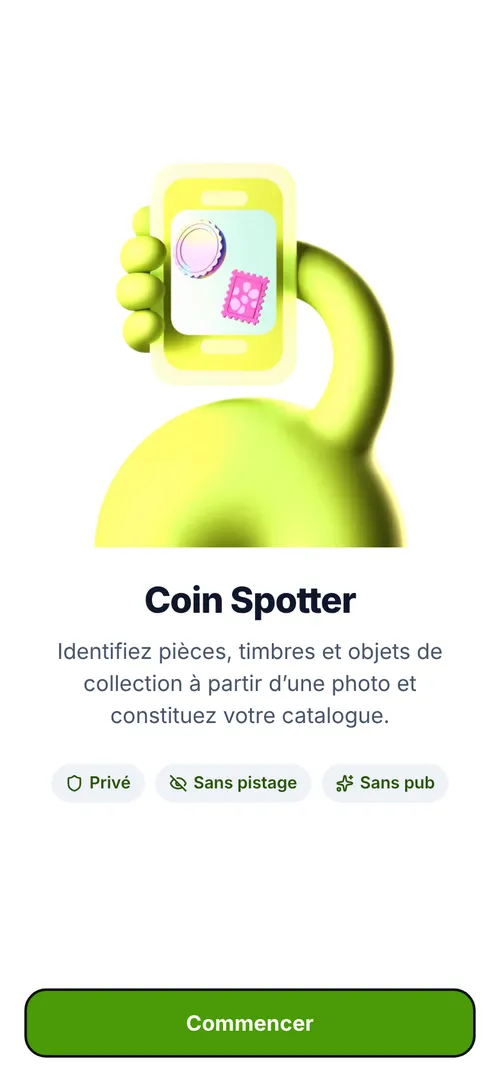 Coin Spotter
Identifiez pièces, timbres et objets de
collection à partir d’une photo et
constituez votre catalogue.
Privé
Sans pistage
Sans pub
Commencer